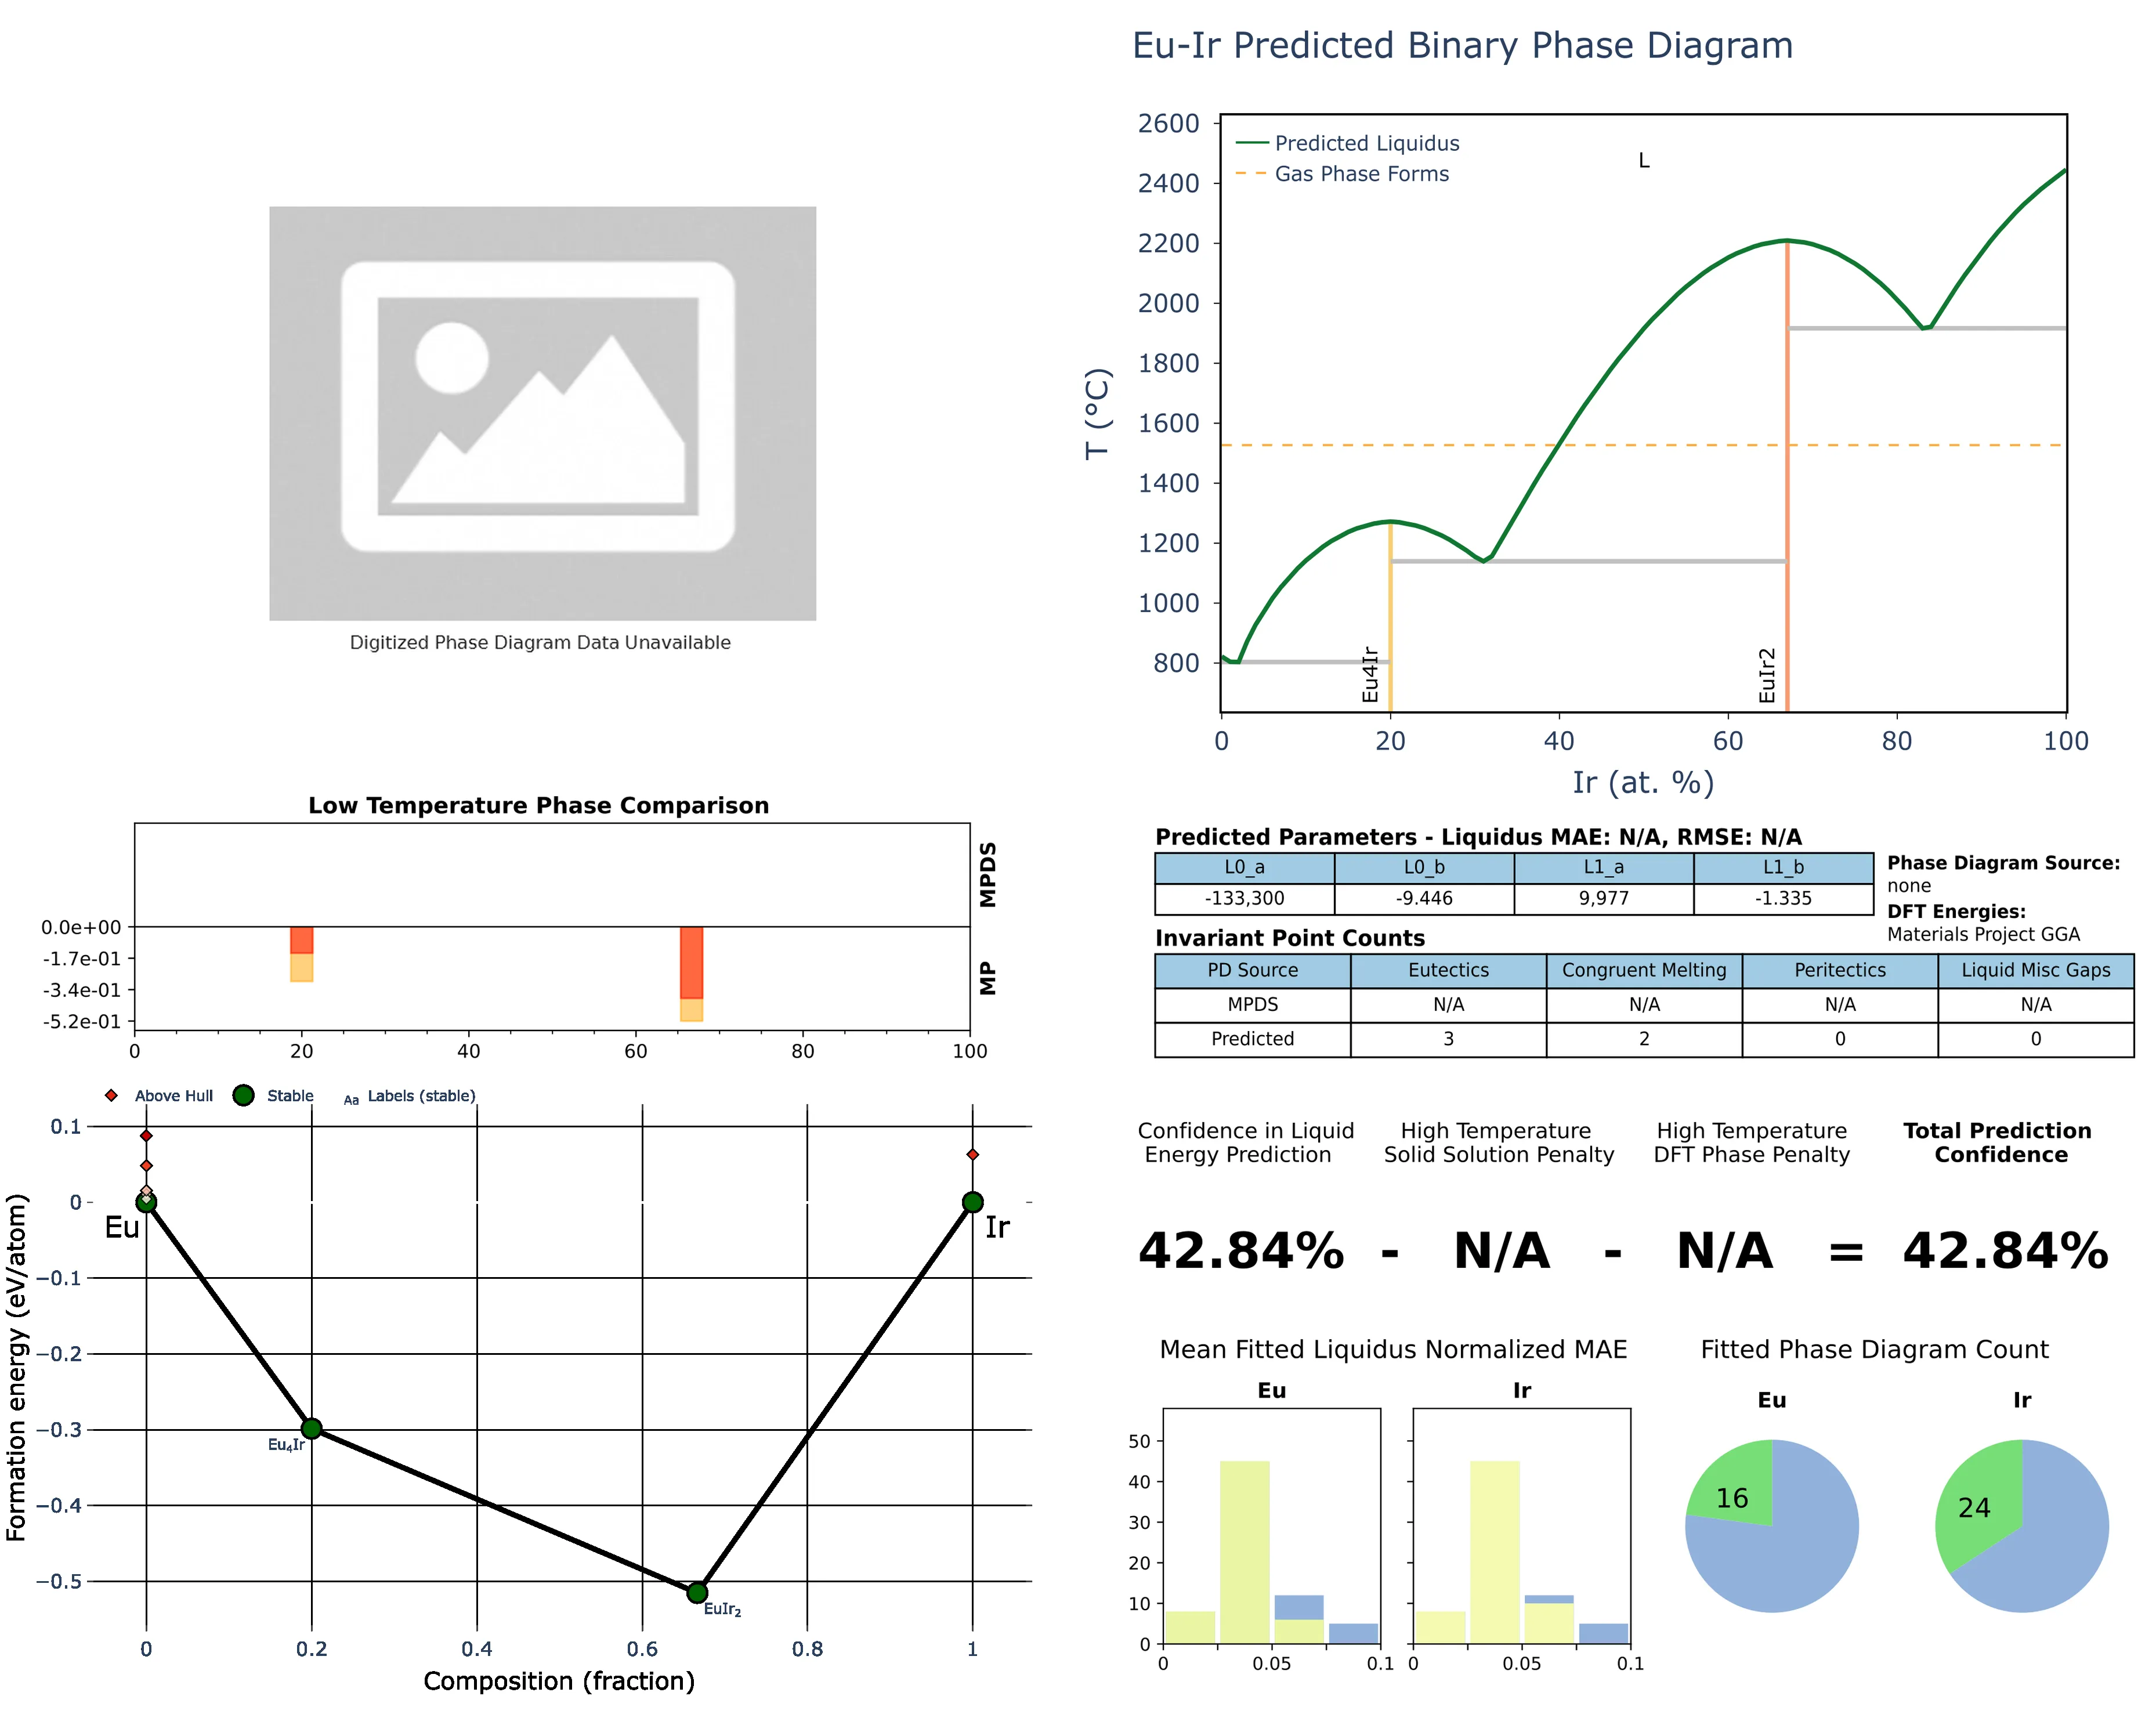 Eu-Ir Predicted Binary Phase Diagram
Digitized Phase Diagram Data Unavailable
Predicted Liquidus
Gas Phase Forms
L
2600
2400
2200
2000
1800
1600
1400
1200
1000
800
T (°C)
Eu4Ir
EuIr2
0 20 40 60 80 100
Ir (at. %)
Low Temperature Phase Comparison
MPDS
MP
0.0e+00
-1.7e-01
-3.4e-01
-5.2e-01
0 20 40 60 80 100
Predicted Parameters - Liquidus MAE: N/A, RMSE: N/A
L0_a L0_b L1_a L1_b
-133,300 -9.446 9,977 -1.335
Phase Diagram Source:
none
DFT Energies:
Materials Project GGA
Invariant Point Counts
PD Source Eutectics Congruent Melting Peritectics Liquid Misc Gaps
MPDS N/A N/A N/A N/A
Predicted 3 2 0 0
Above Hull Stable Aa Labels (stable)
0.1
0
−0.1
−0.2
−0.3
−0.4
−0.5
Formation energy (eV/atom)
Eu
Ir
Eu₄Ir
EuIr₂
0 0.2 0.4 0.6 0.8 1
Composition (fraction)
Confidence in Liquid
Energy Prediction
High Temperature
Solid Solution Penalty
High Temperature
DFT Phase Penalty
Total Prediction
Confidence
42.84% - N/A - N/A = 42.84%
Mean Fitted Liquidus Normalized MAE
Eu
Ir
50
40
30
20
10
0
0 0.05 0.1
0 0.05 0.1
Fitted Phase Diagram Count
Eu
Ir
16
24